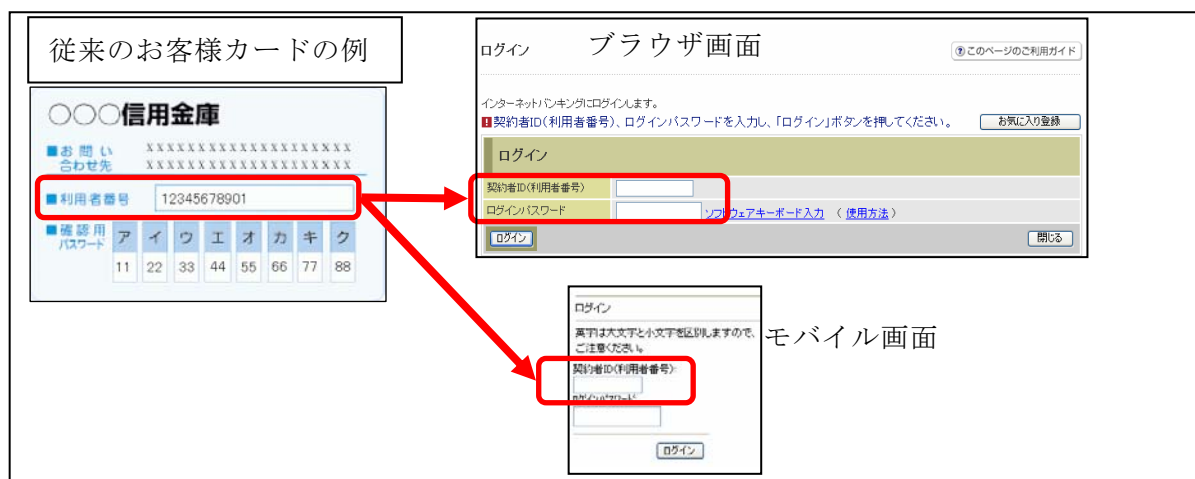 従来のお客様カードの例
○○○信用金庫
■お問い
合わせ先
XXXXXXXXXXXXXXXXXXXX
XXXXXXXXXXXXXXXXXXXX
■利用者番号 12345678901
■確認用
パスワード
ア イ ウ エ オ カ キ ク
11 22 33 44 55 66 77 88
ブラウザ画面
ログイン
?このページのご利用ガイド
インターネットバンキングにログインします。
!契約者ID(利用者番号)、ログインパスワードを入力し、「ログイン」ボタンを押してください。 お気に入り登録
ログイン
契約者ID(利用者番号)
ログインパスワード ソフトウェアキーボード入力 (使用方法)
ログイン 閉じる
モバイル画面
ログイン
英字は大文字と小文字を区別しますので、
ご注意ください。
契約者ID(利用者番号):
ログインパスワード:
ログイン